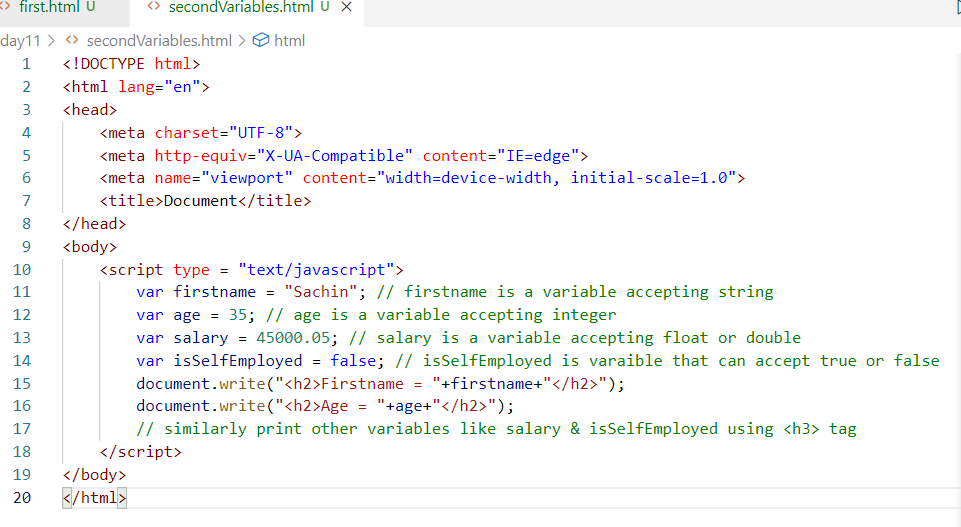 <> first.html U <> secondVariables.html U ×
day11 > <> secondVariables.html > html
1 <!DOCTYPE html>
2 <html lang="en">
3 <head>
4     <meta charset="UTF-8">
5     <meta http-equiv="X-UA-Compatible" content="IE=edge">
6     <meta name="viewport" content="width=device-width, initial-scale=1.0">
7     <title>Document</title>
8 </head>
9 <body>
10     <script type = "text/javascript">
11         var firstname = "Sachin"; // firstname is a variable accepting string
12         var age = 35; // age is a variable accepting integer
13         var salary = 45000.05; // salary is a variable accepting float or double
14         var isSelfEmployed = false; // isSelfEmployed is varaible that can accept true or false
15         document.write("<h2>Firstname = "+firstname+"</h2>");
16         document.write("<h2>Age = "+age+"</h2>");
17         // similarly print other variables like salary & isSelfEmployed using <h3> tag
18     </script>
19 </body>
20 </html>